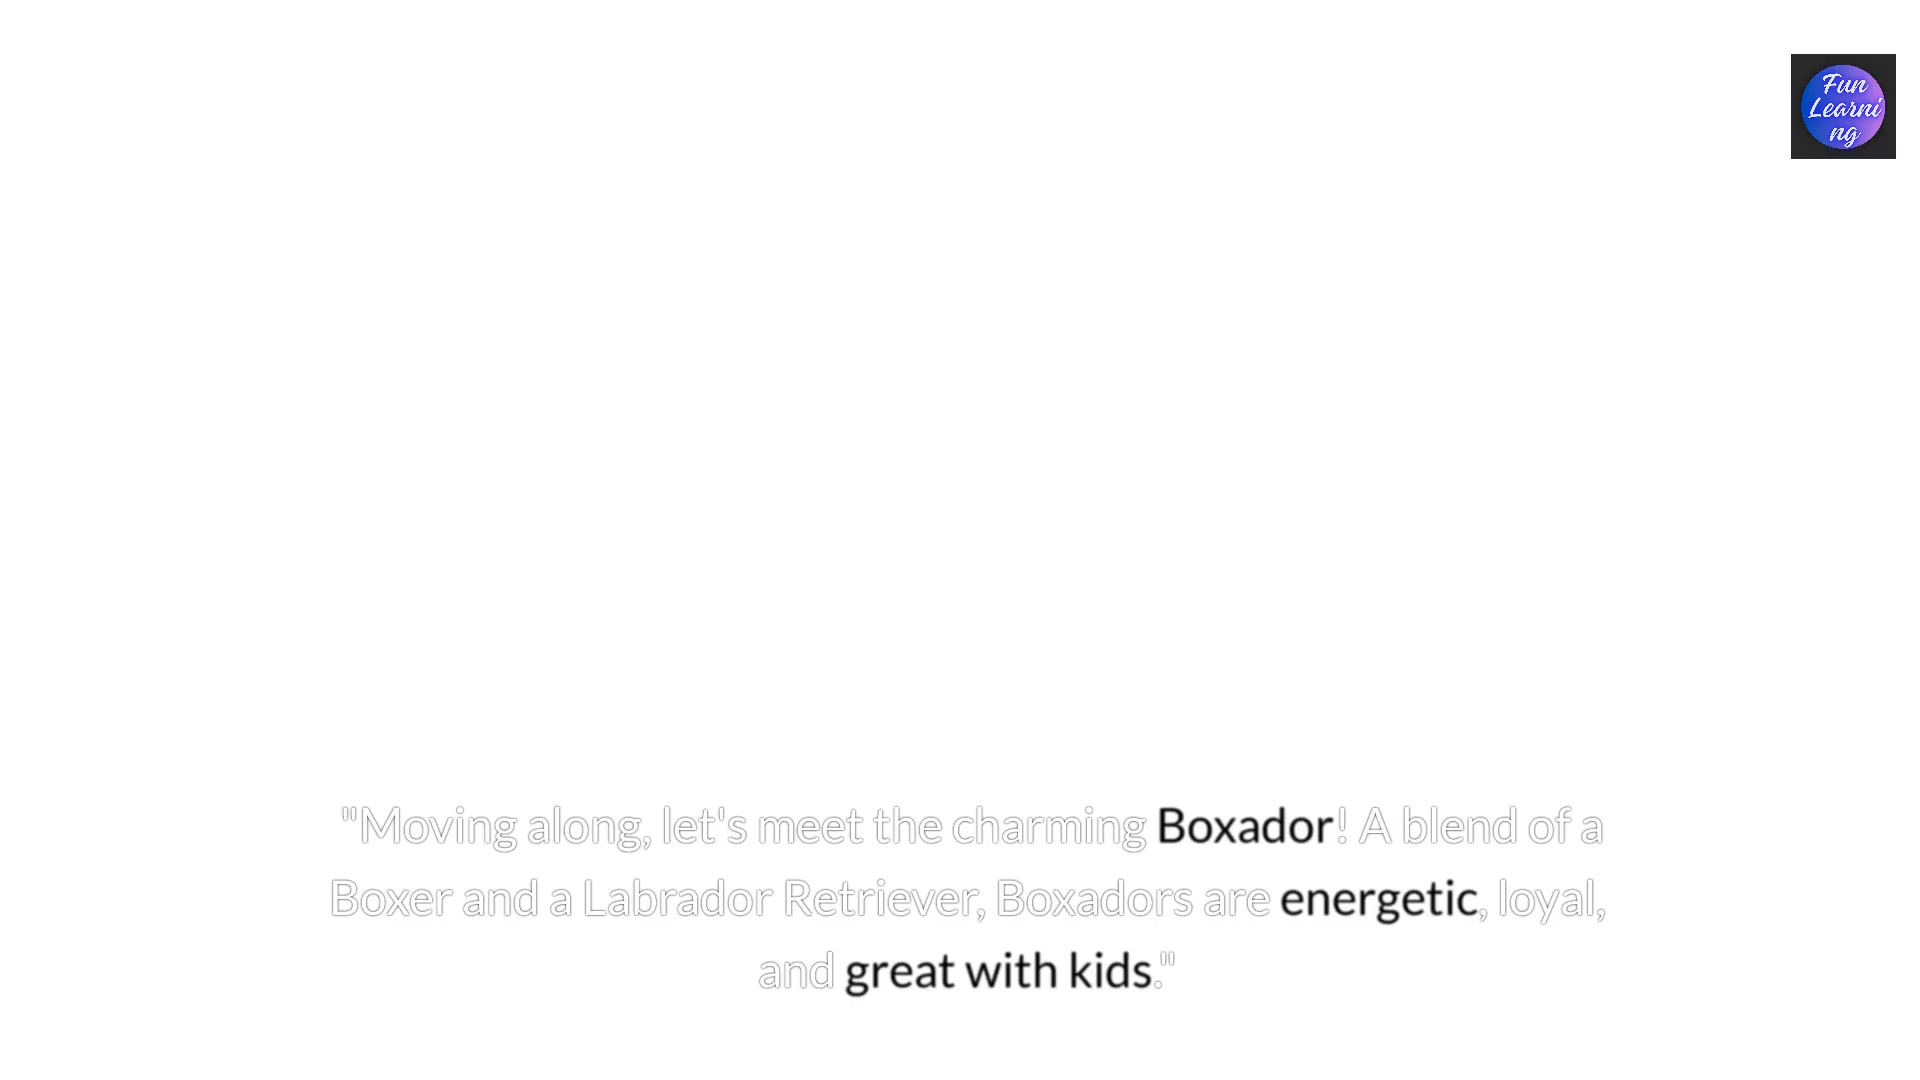 Fun
Learni
ng
"Moving along, let's meet the charming Boxador! A blend of a
Boxer and a Labrador Retriever, Boxadors are energetic, loyal,
and great with kids."